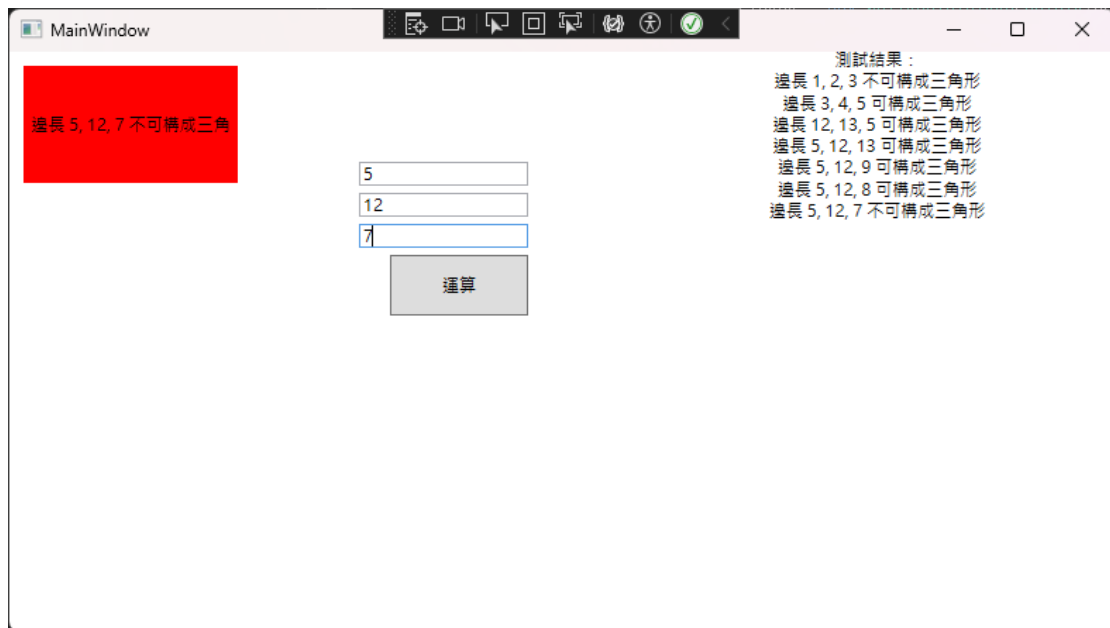 MainWindow
邊長 5, 12, 7 不可構成三角
5
12
7
運算
測試結果：
邊長 1, 2, 3 不可構成三角形
邊長 3, 4, 5 可構成三角形
邊長 12, 13, 5 可構成三角形
邊長 5, 12, 13 可構成三角形
邊長 5, 12, 9 可構成三角形
邊長 5, 12, 8 可構成三角形
邊長 5, 12, 7 不可構成三角形